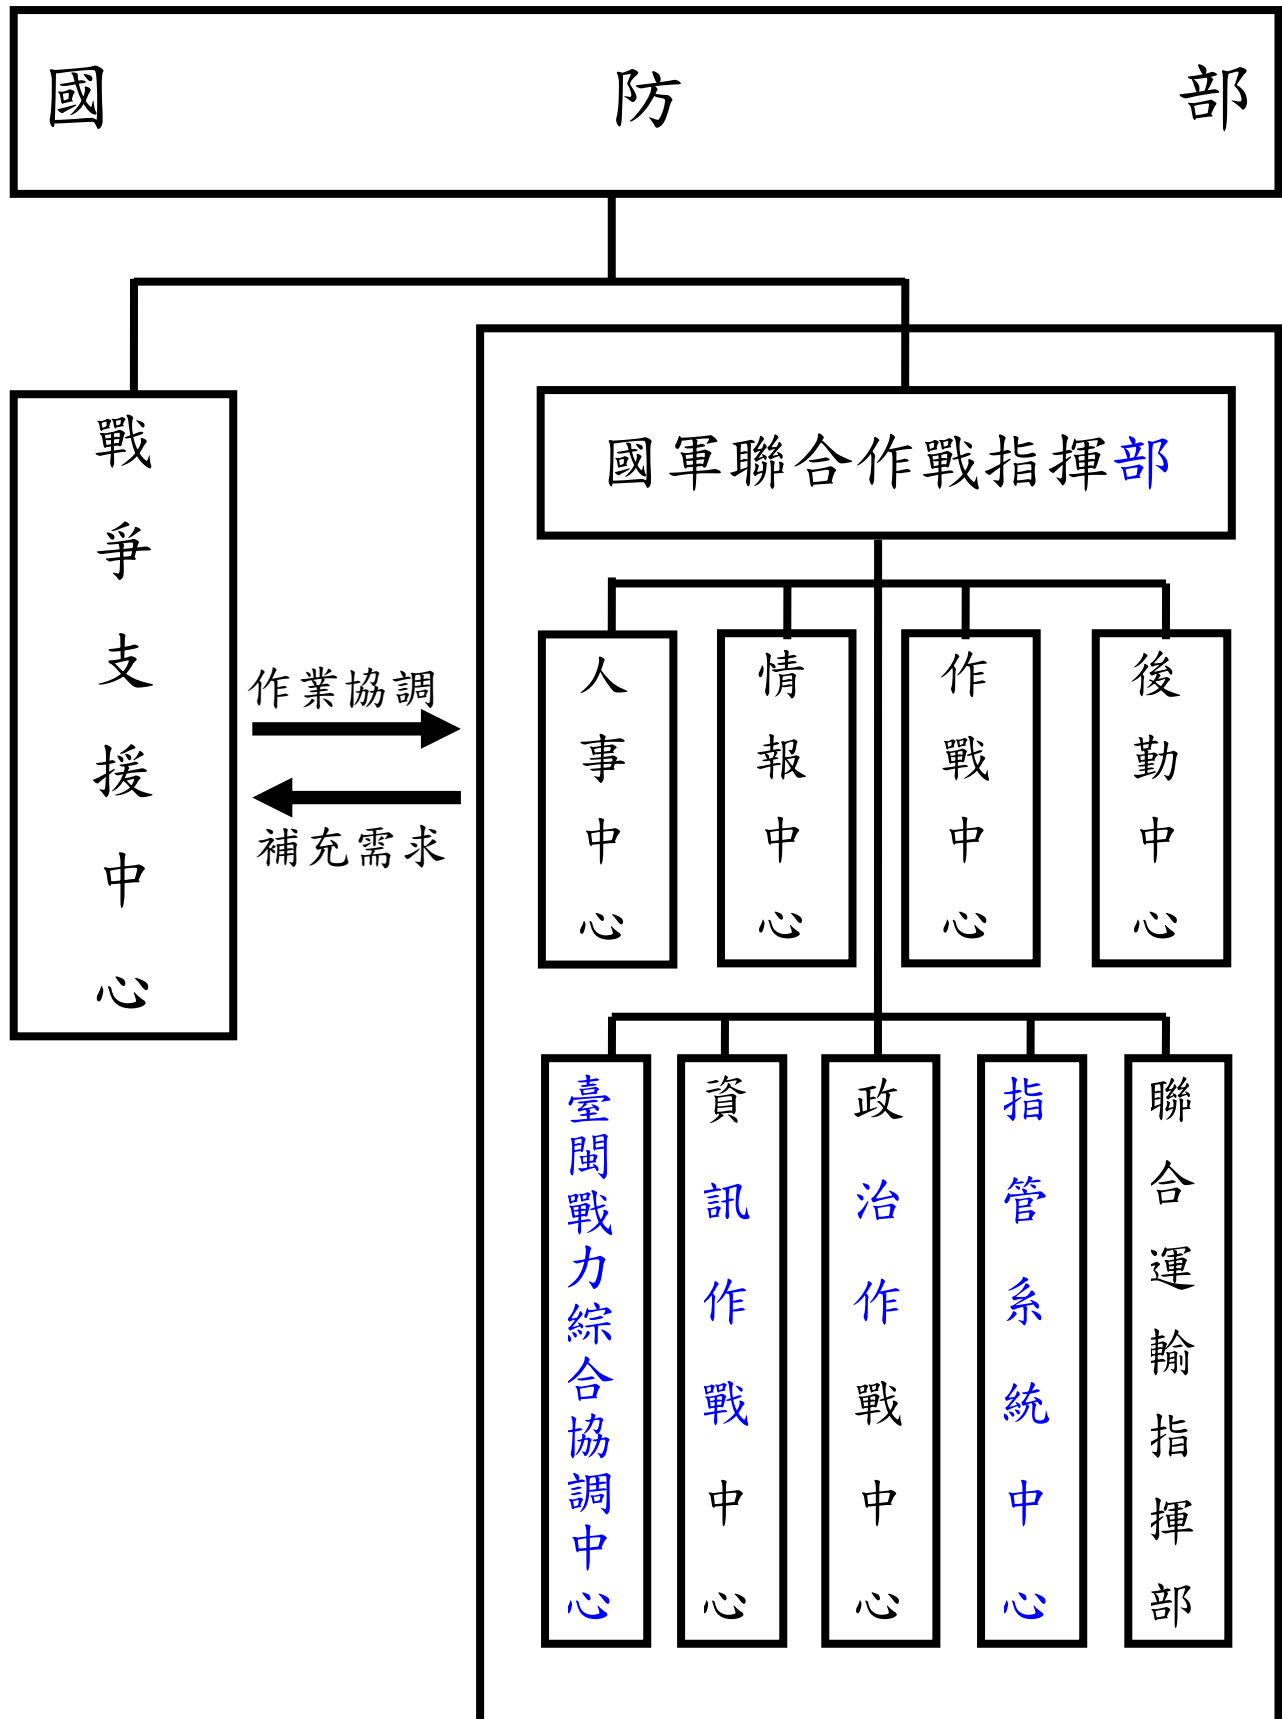 國防部
戰爭支援中心
國軍聯合作戰指揮部
作業協調
補充需求
人事中心
情報中心
作戰中心
後勤中心
臺閩戰力綜合協調中心
資訊作戰中心
政治作戰中心
指管系統中心
聯合運輸指揮部